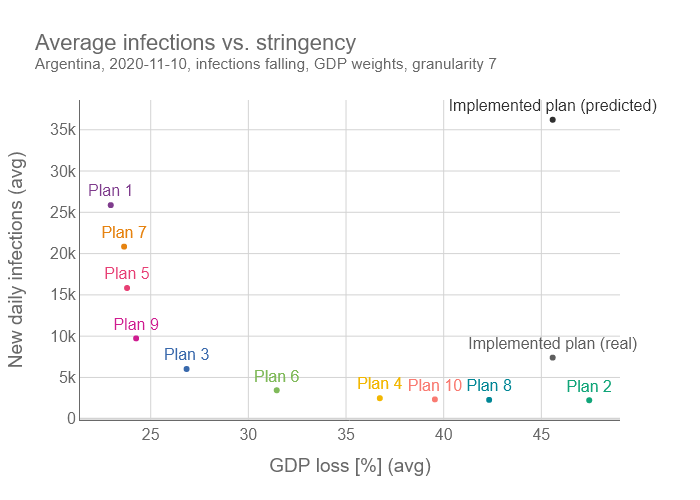 Average infections vs. stringency
Argentina, 2020-11-10, infections falling, GDP weights, granularity 7
Implemented plan (predicted)
35k
30k
Plan 1
25k
Plan 7
20k
Plan 5
15k
Plan 9
10k
Implemented plan (real)
Plan 3
5k
Plan 6
Plan 4 Plan 10 Plan 8 Plan 2
0
25 30 35 40 45
GDP loss [%] (avg)
New daily infections (avg)